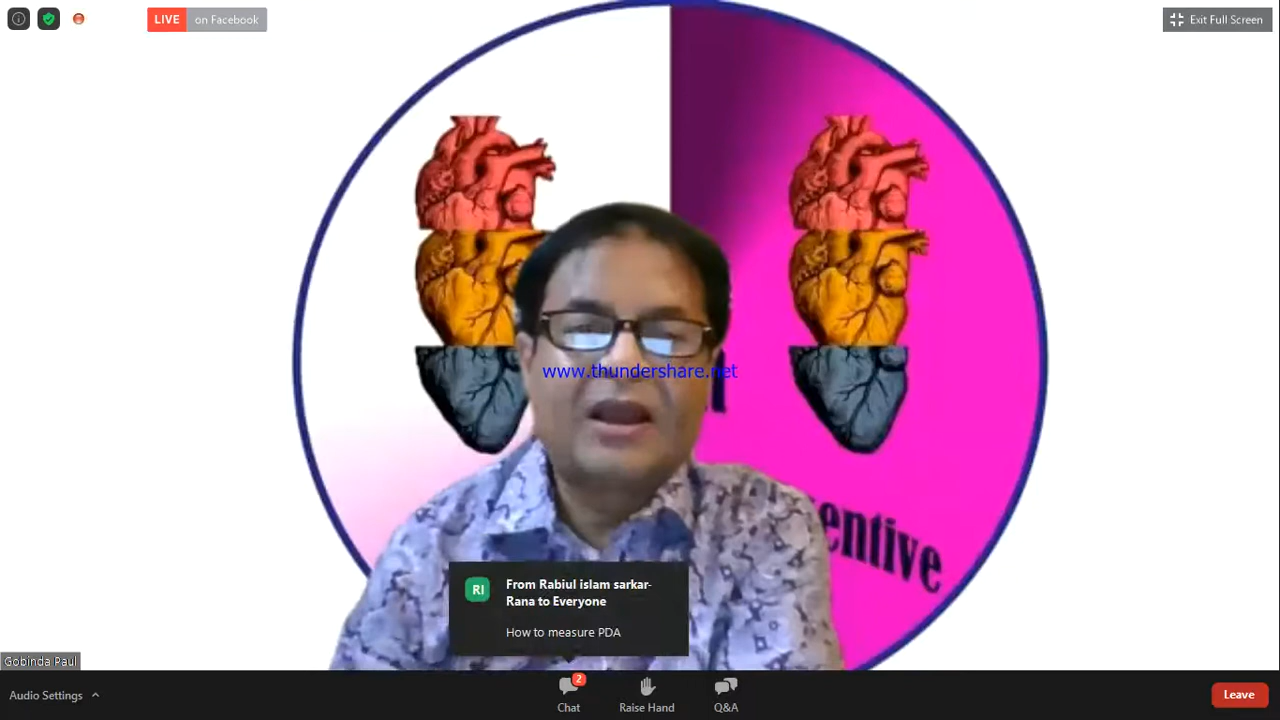 LIVE on Facebook
Exit Full Screen
www.thundershare.net
entive
From Rabiul islam sarkar-
Rana to Everyone
RI
How to measure PDA
Gobinda Paul
Audio Settings
2
Chat
Raise Hand
Q&A
Leave